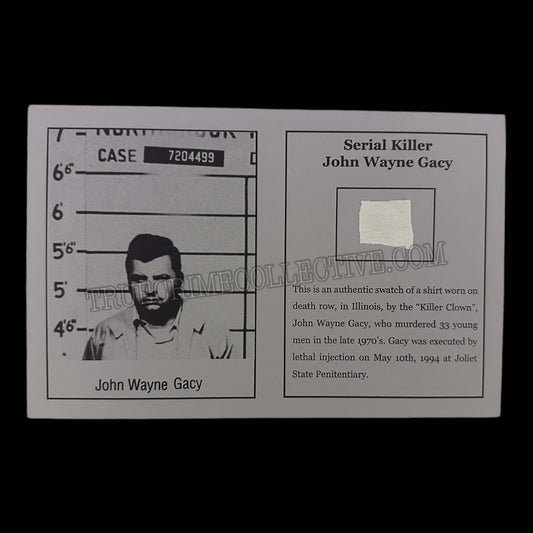 CASE 7204499
6'6"
6'
5'6"
5'
4'6"
John Wayne Gacy
Serial Killer
John Wayne Gacy
This is an authentic swatch of a shirt worn on
death row, in Illinois, by the “Killer Clown”,
John Wayne Gacy, who murdered 33 young
men in the late 1970’s. Gacy was executed by
lethal injection on May 10th, 1994 at Joliet
State Penitentiary.
TRUECRIMECOLLECTIVE.COM